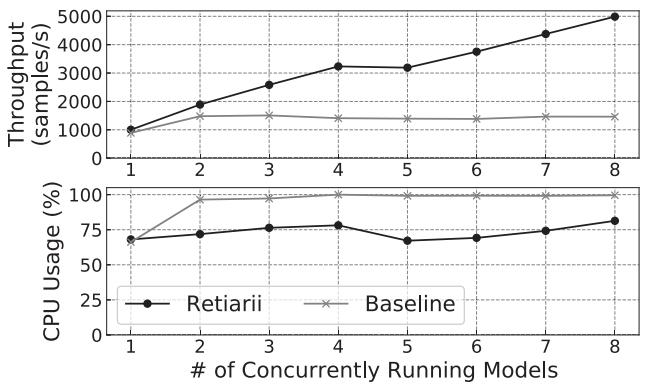 Throughput
(samples/s)
5000
4000
3000
2000
1000
0
1 2 3 4 5 6 7 8
CPU Usage (%)
100
75
50
25
0
Retiarii Baseline
1 2 3 4 5 6 7 8
# of Concurrently Running Models